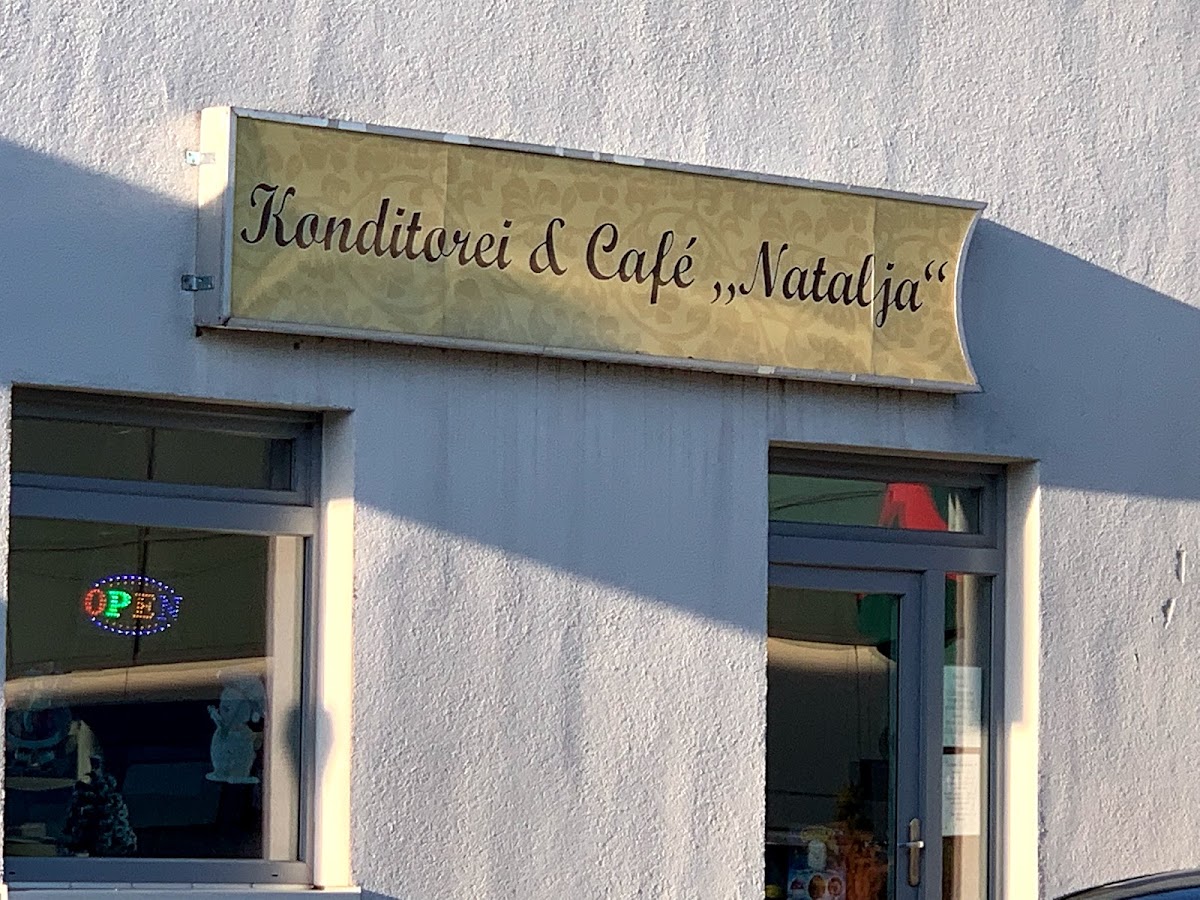 Konditorei & Café „Natalja“
OPEN